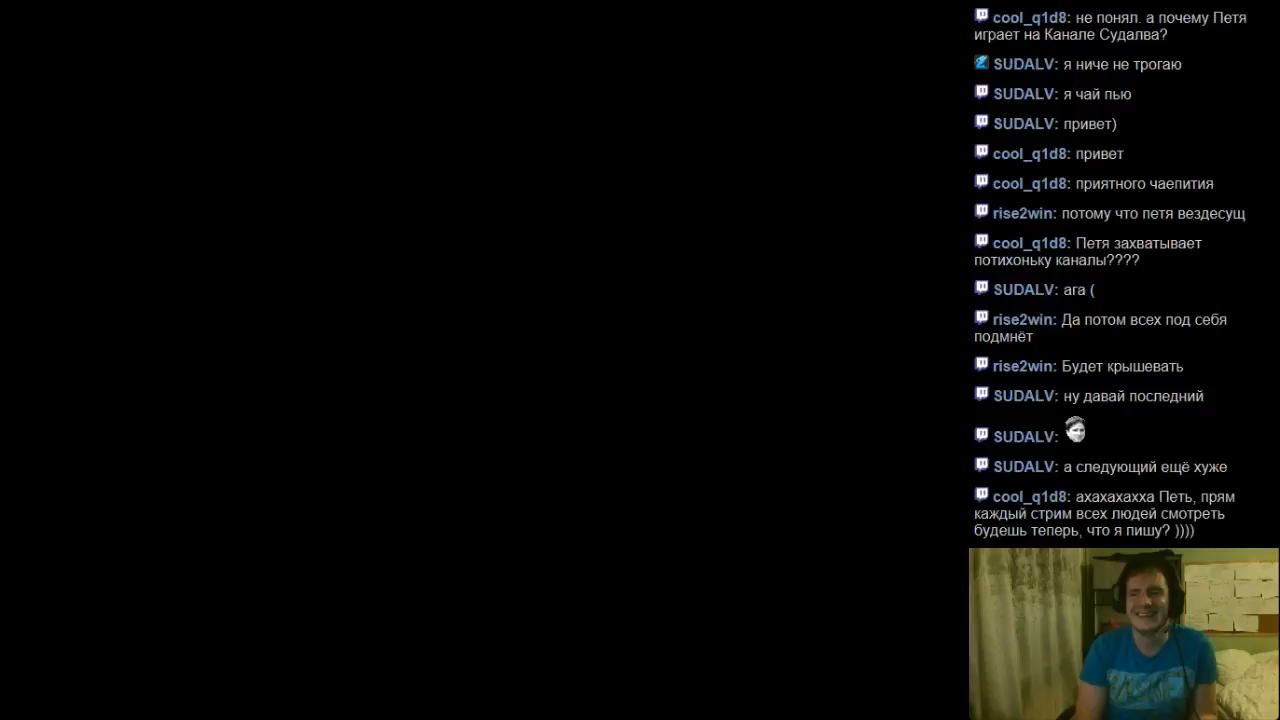 cool_q1d8: не понял. а почему Петя
играет на Канале Судалва?
SUDALV: я ниче не трогаю
SUDALV: я чай пью
SUDALV: привет)
cool_q1d8: привет
cool_q1d8: приятного чаепития
rise2win: потому что петя вездесущ
cool_q1d8: Петя захватывает
потихоньку каналы????
SUDALV: ага (
rise2win: Да потом всех под себя
подмнёт
rise2win: Будет крышевать
SUDALV: ну давай последний
SUDALV:
SUDALV: а следующий ещё хуже
cool_q1d8: ахахахахха Петь, прям
каждый стрим всех людей смотреть
будешь теперь, что я пишу? ))))